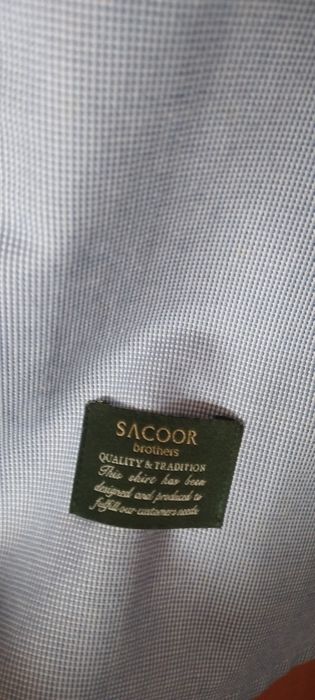 SACOOR
brothers
QUALITY & TRADITION
This shirt has been
designed and produced to
fulfill our customers needs